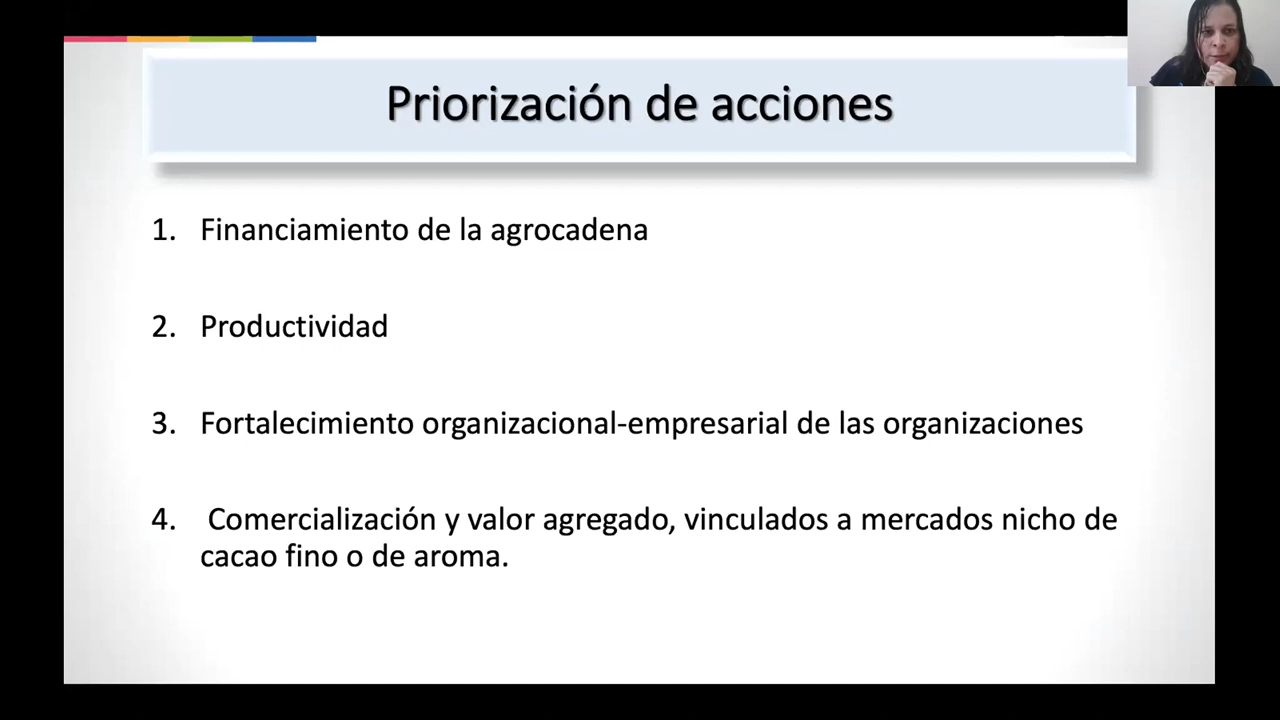 Priorización de acciones
1. Financiamiento de la agrocadena
2. Productividad
3. Fortalecimiento organizacional-empresarial de las organizaciones
4. Comercialización y valor agregado, vinculados a mercados nicho de
cacao fino o de aroma.